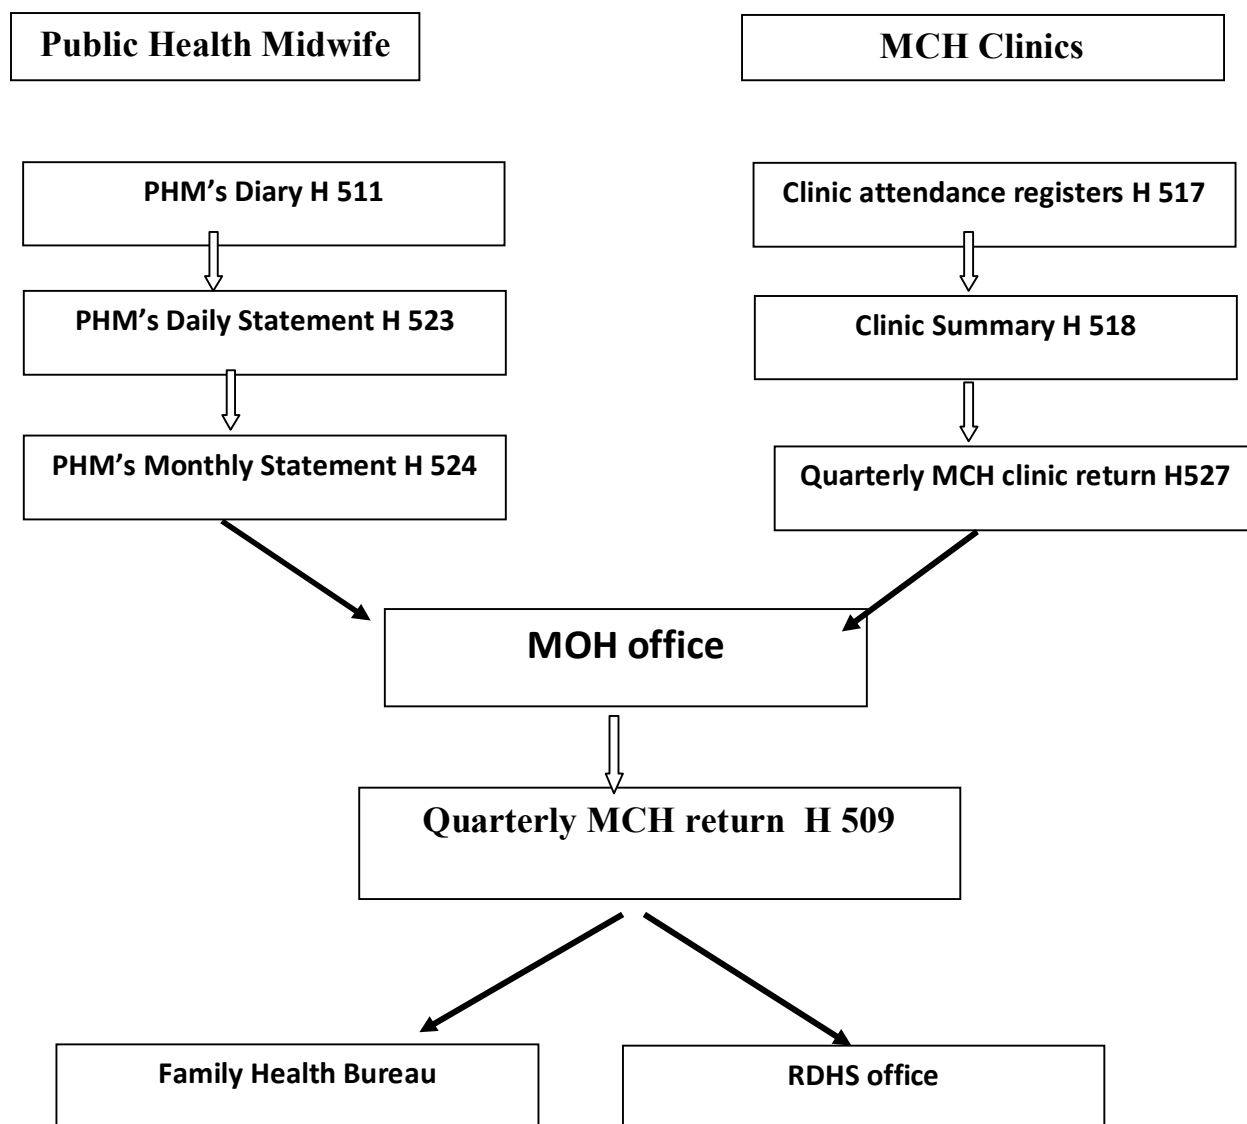 Public Health Midwife
MCH Clinics
PHM’s Diary H 511
Clinic attendance registers H 517
PHM’s Daily Statement H 523
Clinic Summary H 518
PHM’s Monthly Statement H 524
Quarterly MCH clinic return H527
MOH office
Quarterly MCH return  H 509
Family Health Bureau
RDHS office